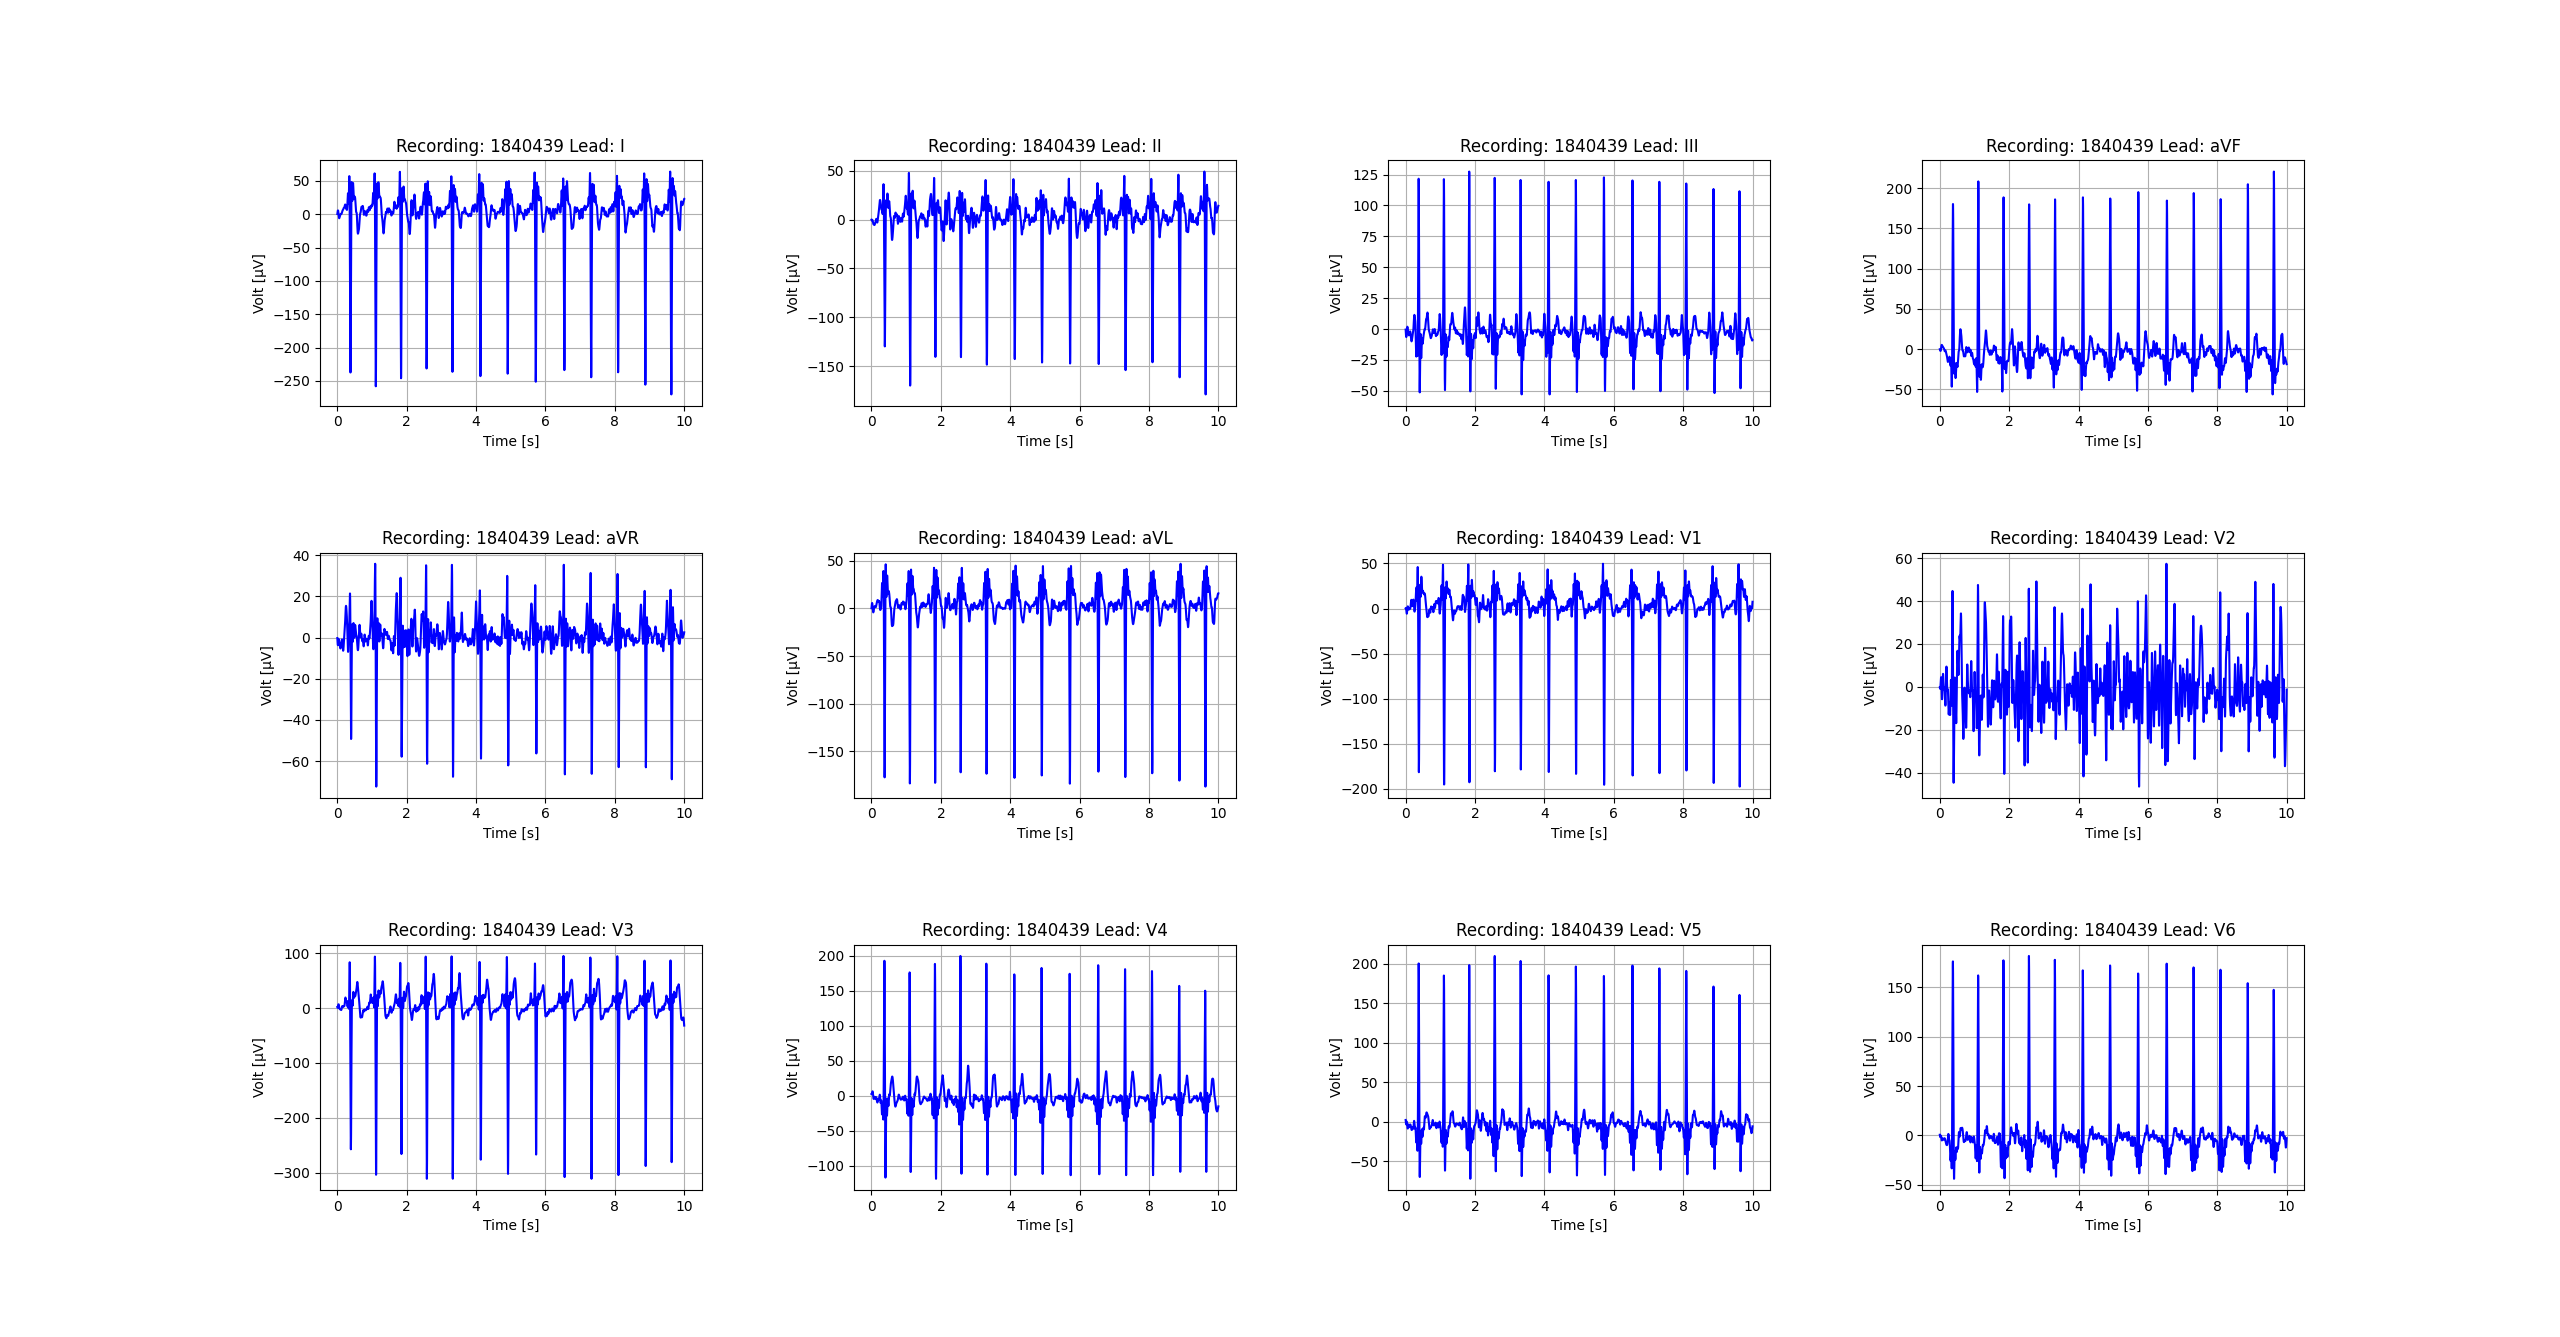 Recording: 1840439 Lead: I
Recording: 1840439 Lead: II
Recording: 1840439 Lead: III
Recording: 1840439 Lead: aVF
50
0
−50
−100
−150
−200
−250
Volt [µV]
0 2 4 6 8 10
Time [s]
50
0
−50
−100
−150
Volt [µV]
0 2 4 6 8 10
Time [s]
125
100
75
50
25
0
−25
−50
Volt [µV]
0 2 4 6 8 10
Time [s]
200
150
100
50
0
−50
Volt [µV]
0 2 4 6 8 10
Time [s]
Recording: 1840439 Lead: aVR
Recording: 1840439 Lead: aVL
Recording: 1840439 Lead: V1
Recording: 1840439 Lead: V2
40
20
0
−20
−40
−60
Volt [µV]
0 2 4 6 8 10
Time [s]
50
0
−50
−100
−150
Volt [µV]
0 2 4 6 8 10
Time [s]
50
0
−50
−100
−150
−200
Volt [µV]
0 2 4 6 8 10
Time [s]
60
40
20
0
−20
−40
Volt [µV]
0 2 4 6 8 10
Time [s]
Recording: 1840439 Lead: V3
Recording: 1840439 Lead: V4
Recording: 1840439 Lead: V5
Recording: 1840439 Lead: V6
100
0
−100
−200
−300
Volt [µV]
0 2 4 6 8 10
Time [s]
200
150
100
50
0
−50
−100
Volt [µV]
0 2 4 6 8 10
Time [s]
200
150
100
50
0
−50
Volt [µV]
0 2 4 6 8 10
Time [s]
150
100
50
0
−50
Volt [µV]
0 2 4 6 8 10
Time [s]